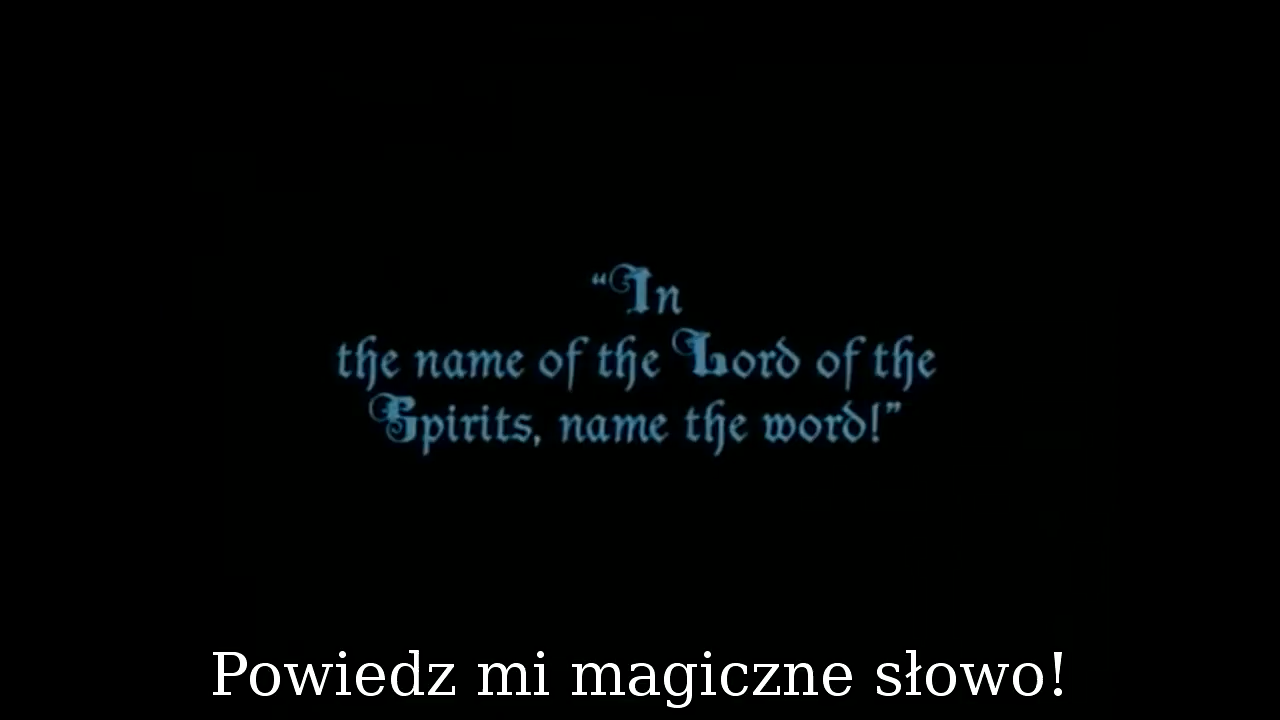 “In
the name of the Lord of the
Spirits, name the word!”
Powiedz mi magiczne słowo!